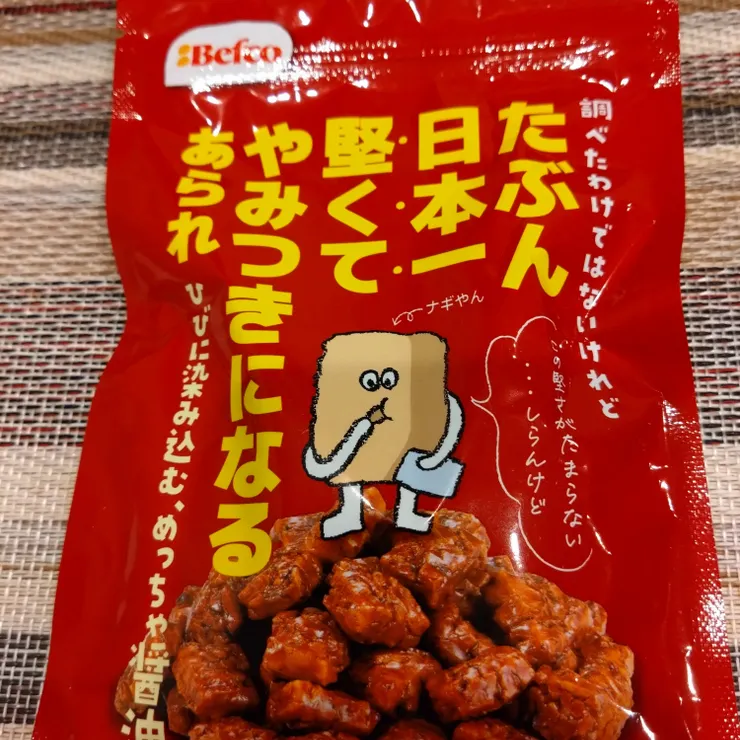 Befco
調べたわけではないけれど
たぶん
日本一
堅くて
やみつきになる
あられ
ひびに染み込む、めっちゃ醤油
ナギやん
この堅さがたまらない
...しらんけど